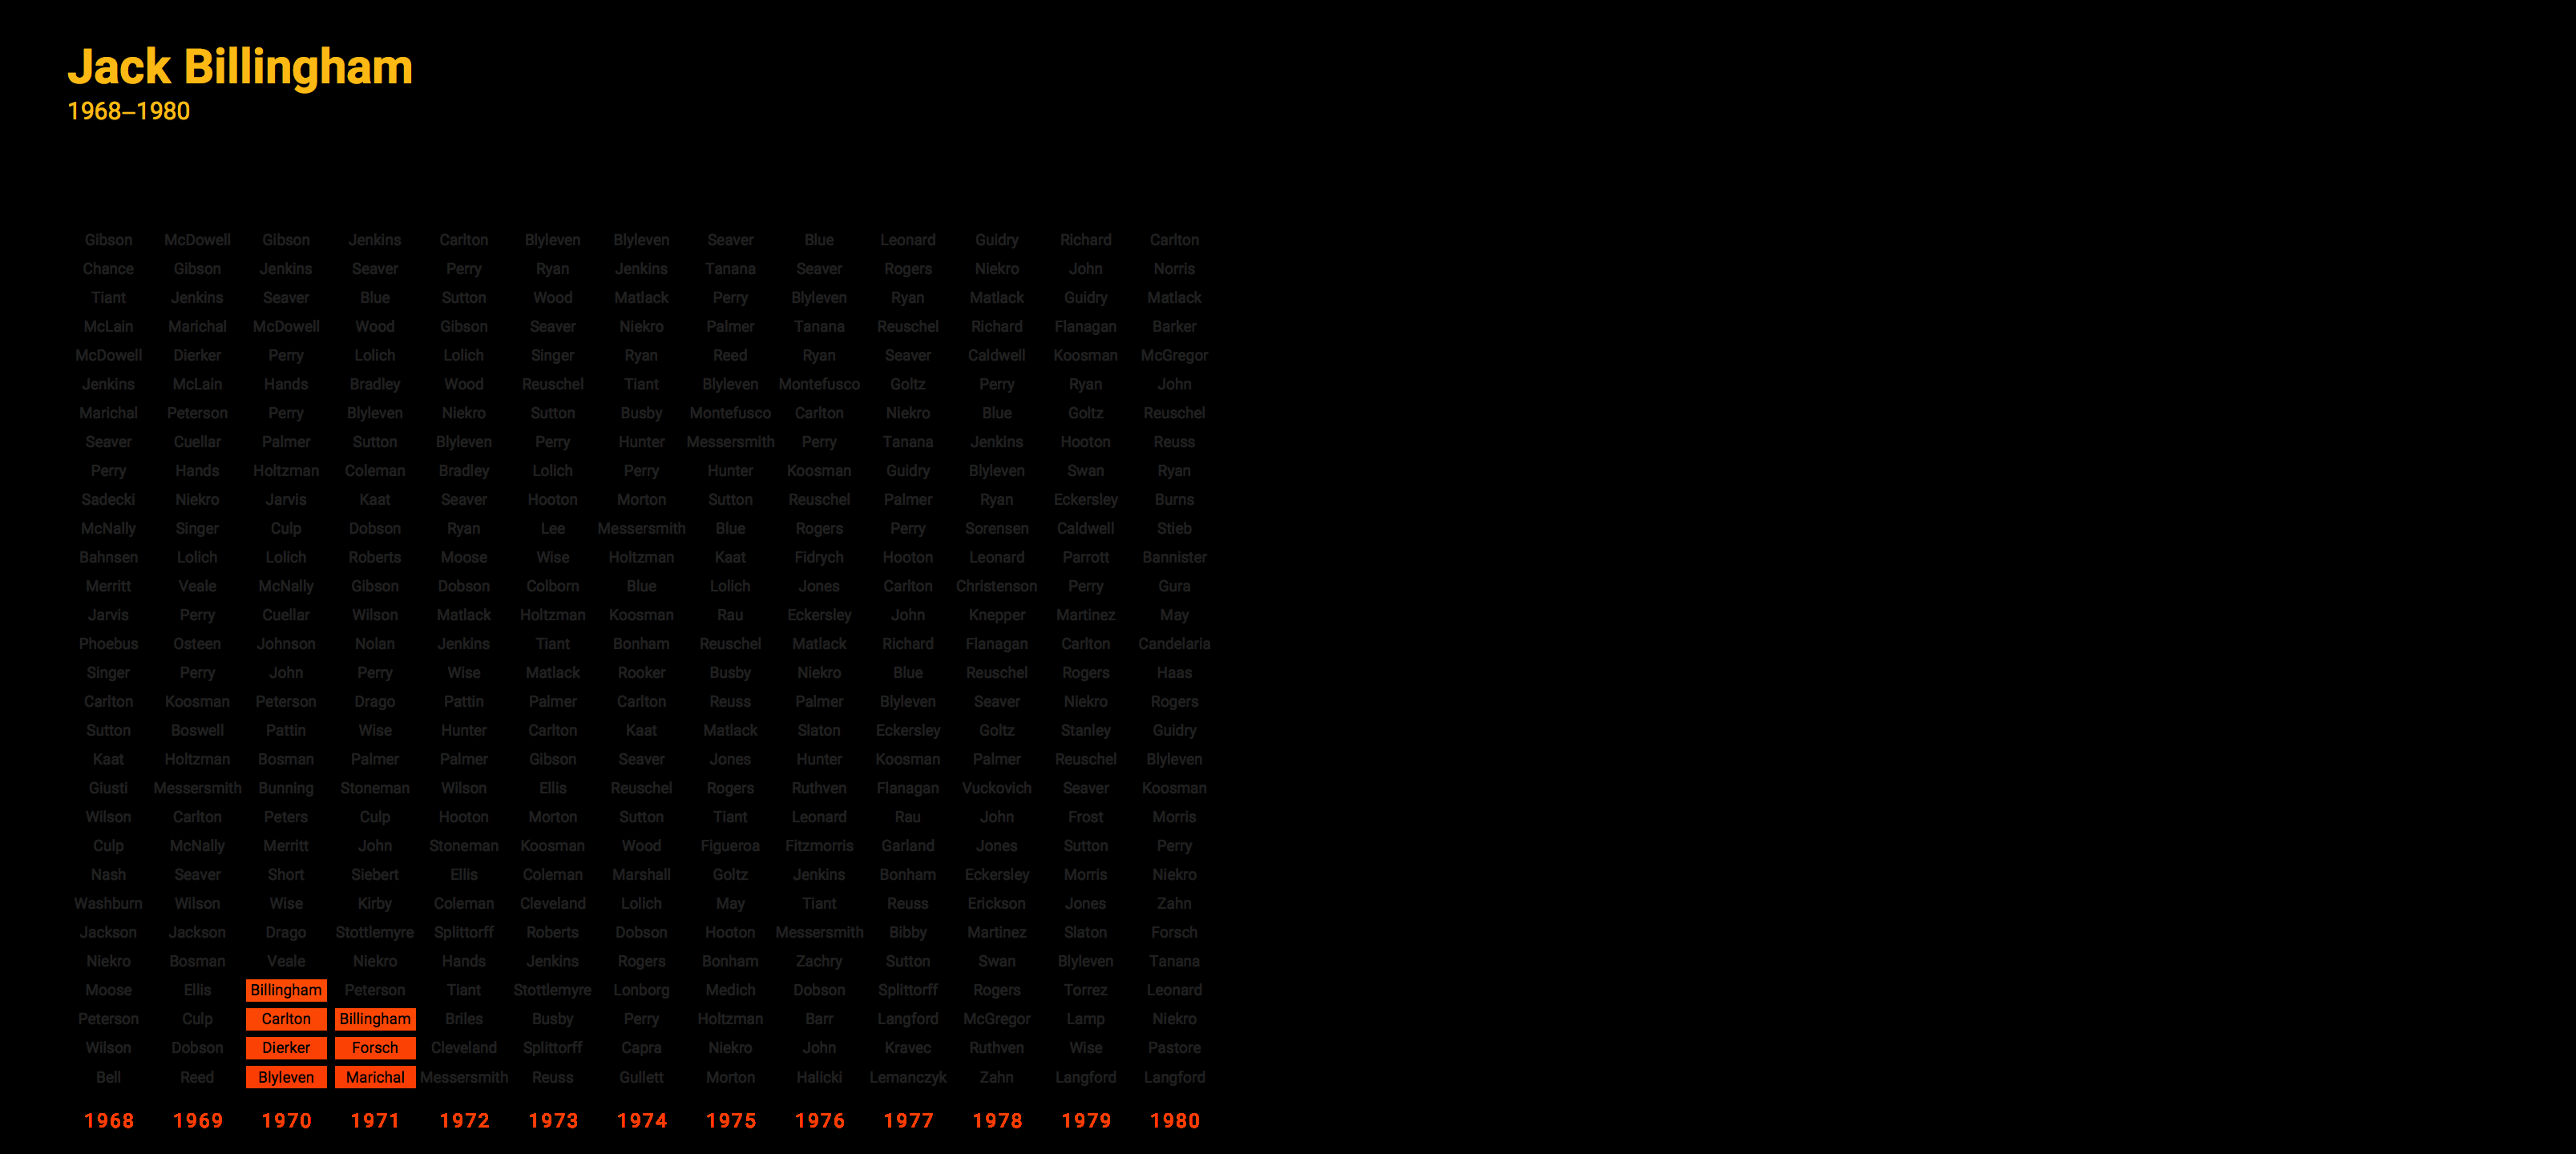 Jack Billingham
1968–1980
Gibson McDowell Gibson Jenkins Carlton Blyleven Blyleven Seaver Blue Leonard Guidry Richard Carlton
Chance Gibson Jenkins Seaver Perry Ryan Jenkins Tanana Seaver Rogers Niekro John Norris
Tiant Jenkins Seaver Blue Sutton Wood Matlack Perry Blyleven Ryan Matlack Guidry Matlack
McLain Marichal McDowell Wood Gibson Seaver Niekro Palmer Tanana Reuschel Richard Flanagan Barker
McDowell Dierker Perry Lolich Lolich Singer Ryan Reed Ryan Seaver Caldwell Koosman McGregor
Jenkins McLain Hands Bradley Wood Reuschel Tiant Blyleven Montefusco Goltz Perry Ryan John
Marichal Peterson Perry Blyleven Niekro Sutton Busby Montefusco Carlton Niekro Blue Goltz Reuschel
Seaver Cuellar Palmer Sutton Blyleven Perry Hunter Messersmith Perry Tanana Jenkins Hooton Reuss
Perry Hands Holtzman Coleman Bradley Lolich Perry Hunter Koosman Guidry Blyleven Swan Ryan
Sadecki Niekro Jarvis Kaat Seaver Hooton Morton Sutton Reuschel Palmer Ryan Eckersley Burns
McNally Singer Culp Dobson Ryan Lee Messersmith Blue Rogers Perry Sorensen Caldwell Stieb
Bahnsen Lolich Lolich Roberts Moose Wise Holtzman Kaat Fidrych Hooton Leonard Parrott Bannister
Merritt Veale McNally Gibson Dobson Colborn Blue Lolich Jones Carlton Christenson Perry Gura
Jarvis Perry Cuellar Wilson Matlack Holtzman Koosman Rau Eckersley John Knepper Martinez May
Phoebus Osteen Johnson Nolan Jenkins Tiant Bonham Reuschel Matlack Richard Flanagan Carlton Candelaria
Singer Perry John Perry Wise Matlack Rooker Busby Niekro Blue Reuschel Rogers Haas
Carlton Koosman Peterson Drago Pattin Palmer Carlton Reuss Palmer Blyleven Seaver Niekro Rogers
Sutton Boswell Pattin Wise Hunter Carlton Kaat Matlack Slaton Eckersley Goltz Stanley Guidry
Kaat Holtzman Bosman Palmer Palmer Gibson Seaver Jones Hunter Koosman Palmer Reuschel Blyleven
Giusti Messersmith Bunning Stoneman Wilson Ellis Reuschel Rogers Ruthven Flanagan Vuckovich Seaver Koosman
Wilson Carlton Peters Culp Hooton Morton Sutton Tiant Leonard Rau John Frost Morris
Culp McNally Merritt John Stoneman Koosman Wood Figueroa Fitzmorris Garland Jones Sutton Perry
Nash Seaver Short Siebert Ellis Coleman Marshall Goltz Jenkins Bonham Eckersley Morris Niekro
Washburn Wilson Wise Kirby Coleman Cleveland Lolich May Tiant Reuss Erickson Jones Zahn
Jackson Jackson Drago Stottlemyre Splittorff Roberts Dobson Hooton Messersmith Bibby Martinez Slaton Forsch
Niekro Bosman Veale Niekro Hands Jenkins Rogers Bonham Zachry Sutton Swan Blyleven Tanana
Moose Ellis Billingham Peterson Tiant Stottlemyre Lonborg Medich Dobson Splittorff Rogers Torrez Leonard
Peterson Culp Carlton Billingham Briles Busby Perry Holtzman Barr Langford McGregor Lamp Niekro
Wilson Dobson Dierker Forsch Cleveland Splittorff Capra Niekro John Kravec Ruthven Wise Pastore
Bell Reed Blyleven Marichal Messersmith Reuss Gullett Morton Halicki Lemanczyk Zahn Langford Langford
1968 1969 1970 1971 1972 1973 1974 1975 1976 1977 1978 1979 1980